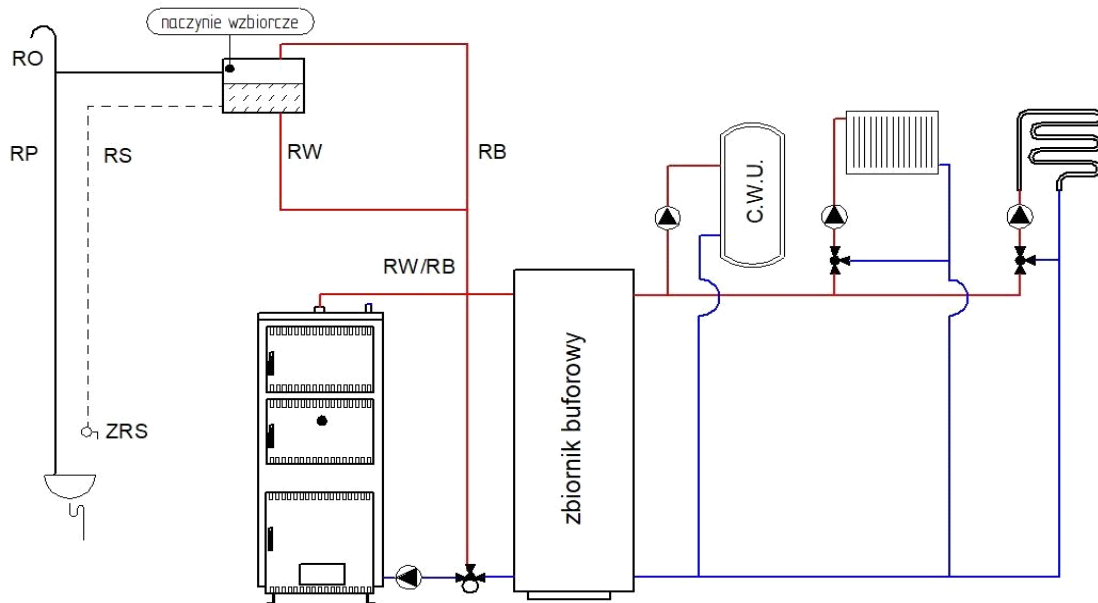 naczynie wzbiorcze
RO
RP
RS
RW
RB
C.W.U.
RW/RB
zbiornik buforowy
ZRS